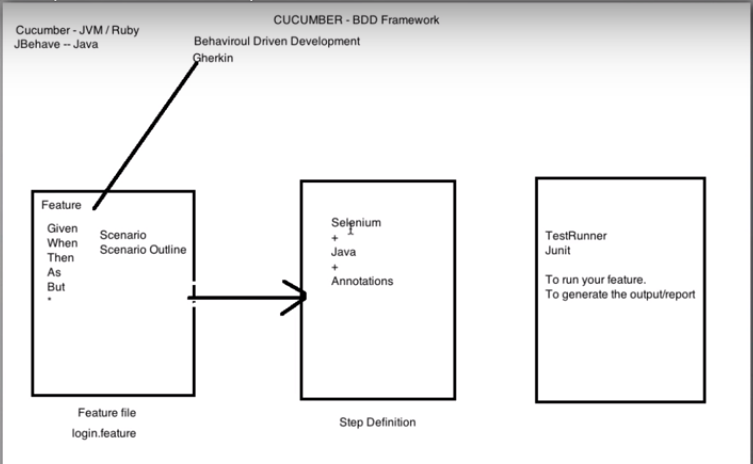 CUCUMBER - BDD Framework
Cucumber - JVM / Ruby
JBehave -- Java
Behaviroul Driven Development
Gherkin
Feature
Given
When
Then
As
But
*
Scenario
Scenario Outline
Feature file
login.feature
Selenium
+
Java
+
Annotations
Step Definition
TestRunner
Junit
To run your feature.
To generate the output/report